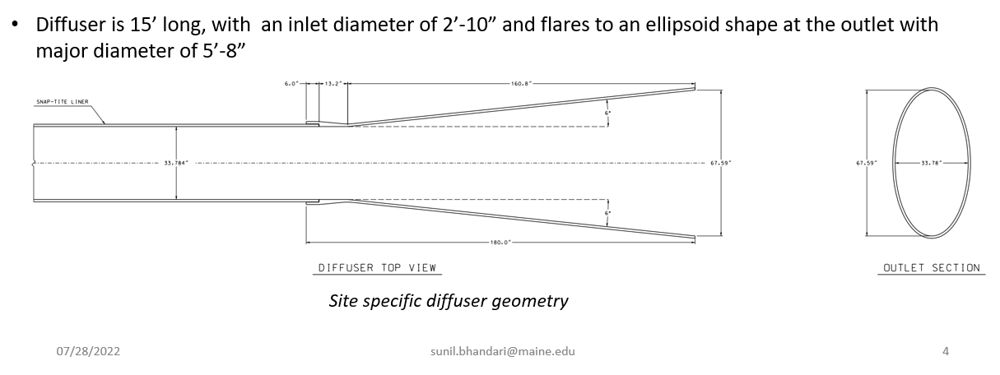 • Diffuser is 15’ long, with  an inlet diameter of 2’-10” and flares to an ellipsoid shape at the outlet with
major diameter of 5’-8”
6.0" 13.2" 160.8"
SNAP-TITE LINER
6°
33.784" 67.59" 67.59" 33.78"
6°
180.0"
DIFFUSER TOP VIEW OUTLET SECTION
Site specific diffuser geometry
07/28/2022 sunil.bhandari@maine.edu 4